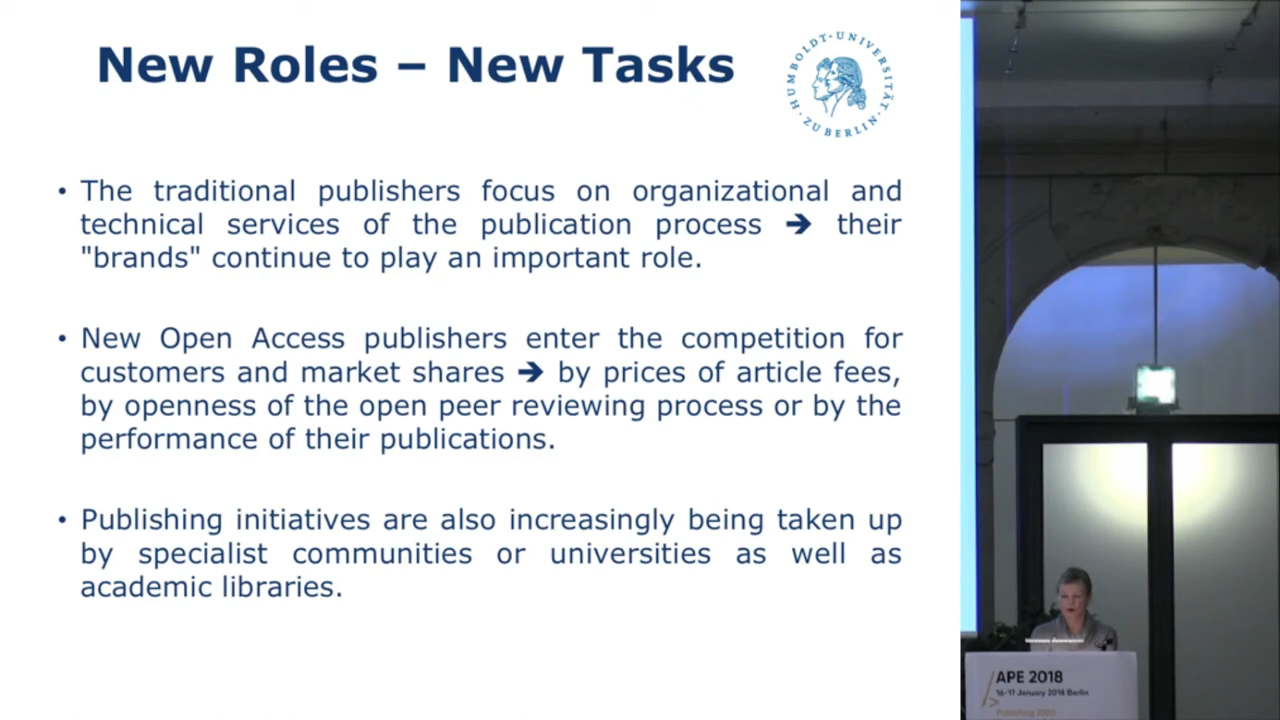 New Roles – New Tasks
HUMBOLDT-UNIVERSITÄT ZU BERLIN
• The traditional publishers focus on organizational and
technical services of the publication process ➔ their
"brands" continue to play an important role.
• New Open Access publishers enter the competition for
customers and market shares ➔ by prices of article fees,
by openness of the open peer reviewing process or by the
performance of their publications.
• Publishing initiatives are also increasingly being taken up
by specialist communities or universities as well as
academic libraries.
APE 2018
16-17 January 2018 Berlin
Publishing 2020